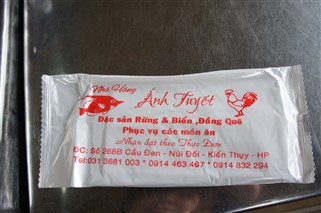 Nhà Hàng
Ánh Tuyết
Đặc sản Rừng & Biển ,Đồng Quê
Phục vụ các món ăn
Nhận đặt theo Thực Đơn
ĐC: Số 268B Cầu Đen - Núi Đối - Kiến Thụy - HP
Tel:031 3681 003 * 0914 463 467 * 0914 832 294